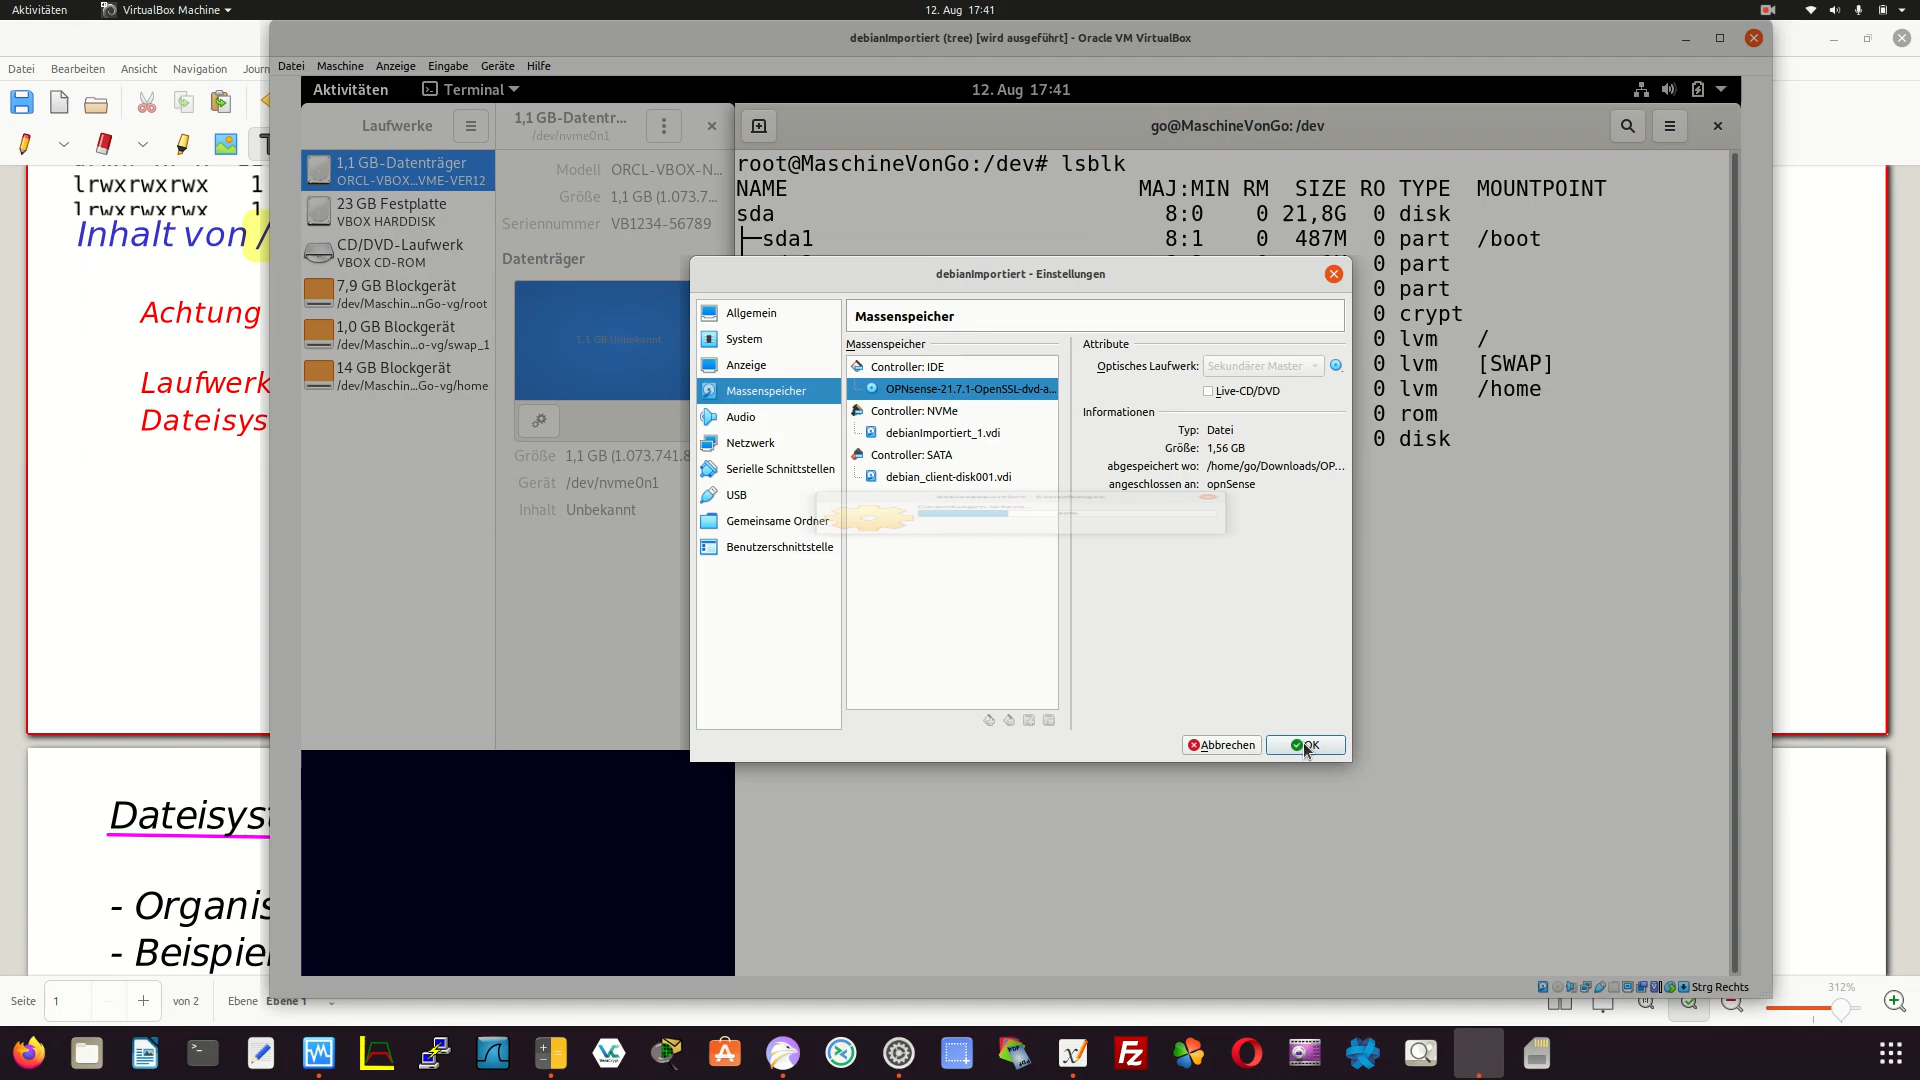 Aktivitäten
VirtualBox Machine
12. Aug 17:41
debianImportiert (tree) [wird ausgeführt] - Oracle VM VirtualBox
Datei Bearbeiten Ansicht Navigation Journ
Datei Maschine Anzeige Eingabe Geräte Hilfe
Aktivitäten
Terminal
12. Aug 17:41
Laufwerke
1,1 GB-Datentr...
/dev/nvme0n1
go@MaschineVonGo: /dev
1,1 GB-Datenträger
ORCL-VBOX...VME-VER12
23 GB Festplatte
VBOX HARDDISK
CD/DVD-Laufwerk
VBOX CD-ROM
7,9 GB Blockgerät
/dev/Maschin...nGo-vg/root
1,0 GB Blockgerät
/dev/Maschin...o-vg/swap_1
14 GB Blockgerät
/dev/Maschin...Go-vg/home
Modell ORCL-VBOX-N...
Größe 1,1 GB (1.073.7...
Seriennummer VB1234-56789
Datenträger
1,1 GB Unbekannt
Größe 1,1 GB (1.073.741.8
Gerät /dev/nvme0n1
Inhalt Unbekannt
root@MaschineVonGo:/dev# lsblk
NAME MAJ:MIN RM SIZE RO TYPE MOUNTPOINT
sda 8:0 0 21,8G 0 disk
├─sda1 8:1 0 487M 0 part /boot
0 part
0 part
0 crypt
0 lvm /
0 lvm [SWAP]
0 lvm /home
0 rom
0 disk
debianImportiert - Einstellungen
Allgemein
System
Anzeige
Massenspeicher
Audio
Netzwerk
Serielle Schnittstellen
USB
Gemeinsame Ordner
Benutzerschnittstelle
Massenspeicher
Massenspeicher
Controller: IDE
OPNsense-21.7.1-OpenSSL-dvd-a...
Controller: NVMe
debianImportiert_1.vdi
Controller: SATA
debian_client-disk001.vdi
Attribute
Optisches Laufwerk: Sekundärer Master
Live-CD/DVD
Informationen
Typ: Datei
Größe: 1,56 GB
abgespeichert wo: /home/go/Downloads/OP...
angeschlossen an: opnSense
Abbrechen
OK
lrwxrwxrwx 1
lrwxrwxrwx 1
Inhalt von /
Achtung
Laufwerk
Dateisys
Dateisyst
- Organis
- Beispiel
Strg Rechts
Seite 1 von 2 Ebene Ebene 1
312%